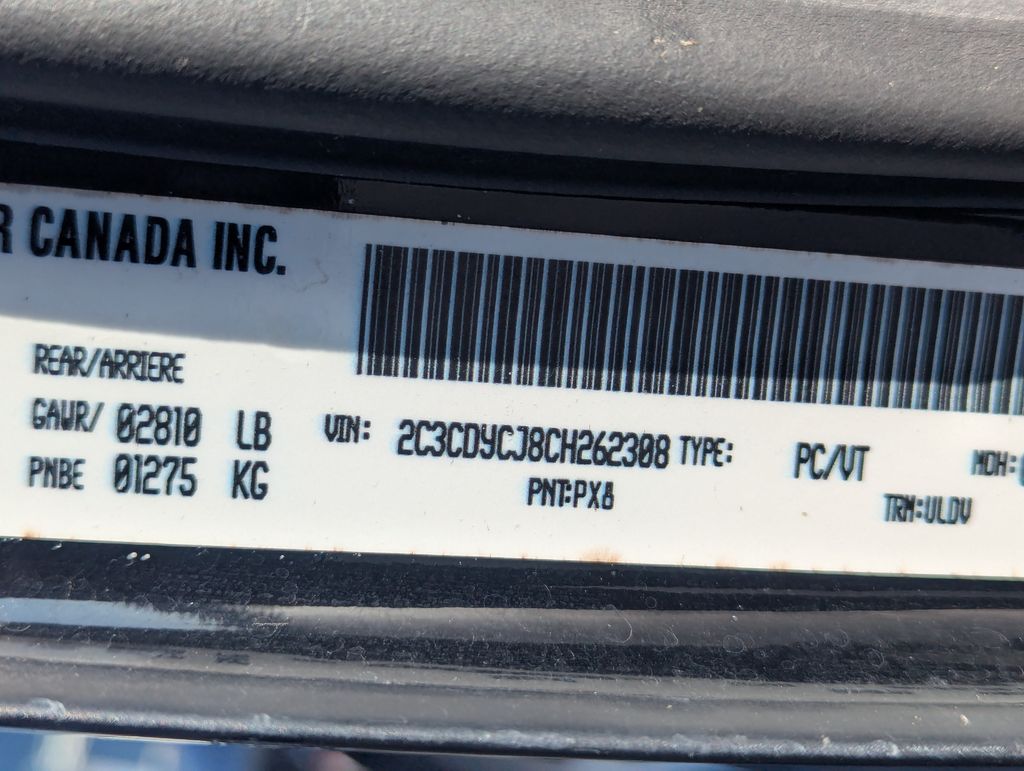 R CANADA INC.
REAR/ARRIERE
GAWR/ 02810 LB
PNBE 01275 KG
VIN: 2C3CDYCJ8CH262308 TYPE: PC/VT
MDH:
PNT:PX8
TRM:ULDV